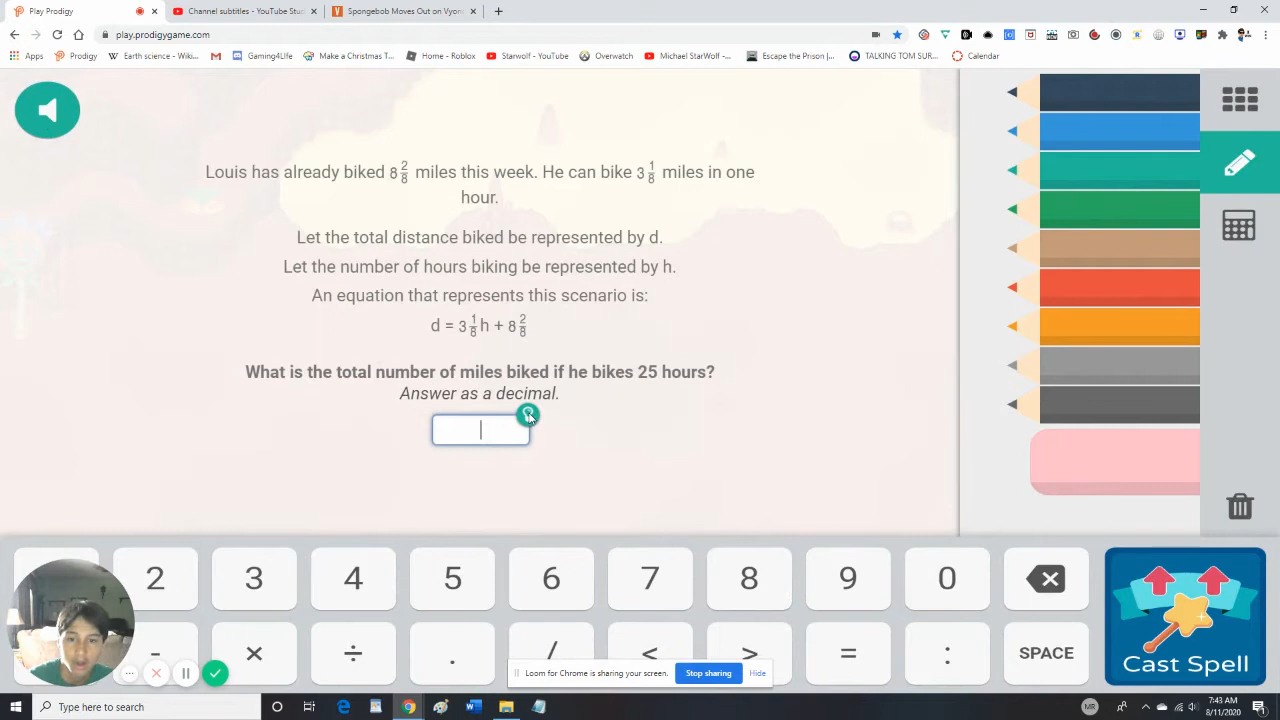 Play Prodigy
Castle details - YouTube Stud
Spongebob Moves Out on Vyon
play.prodigygame.com
Apps
Prodigy
Earth science - Wiki...
Gaming4Life
Make a Christmas T...
Home - Roblox
Starwolf - YouTube
Overwatch
Michael StarWolf -...
Escape the Prison |...
TALKING TOM SUR...
Calendar
Louis has already biked 8 2/8 miles this week. He can bike 3 1/8 miles in one
hour.
Let the total distance biked be represented by d.
Let the number of hours biking be represented by h.
An equation that represents this scenario is:
d = 3 1/8 h + 8 2/8
What is the total number of miles biked if he bikes 25 hours?
Answer as a decimal.
2 3 4 5 6 7 8 9 0
- × ÷ . / < > = : SPACE
Cast Spell
Loom for Chrome is sharing your screen.
Stop sharing
Hide
Type here to search
MR
7:43 AM
8/11/2020